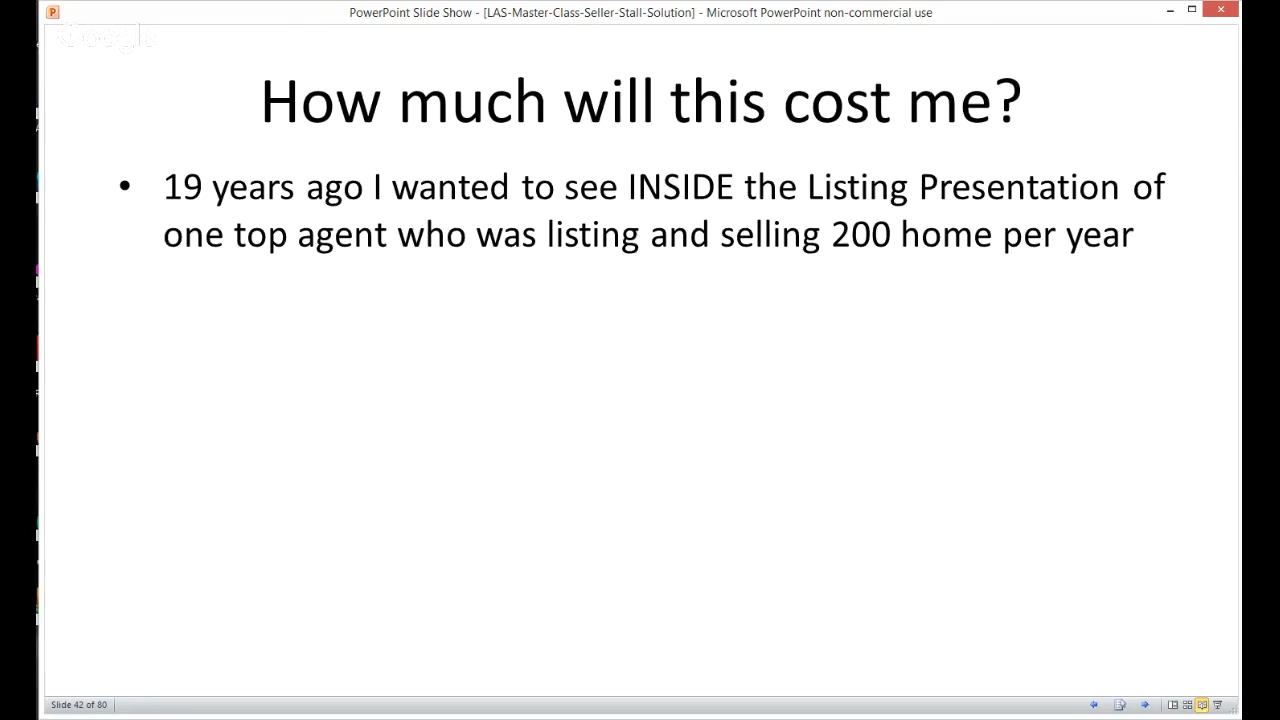 PowerPoint Slide Show - [LAS-Master-Class-Seller-Stall-Solution] - Microsoft PowerPoint non-commercial use
Google
How much will this cost me?
• 19 years ago I wanted to see INSIDE the Listing Presentation of
one top agent who was listing and selling 200 home per year
Slide 42 of 80